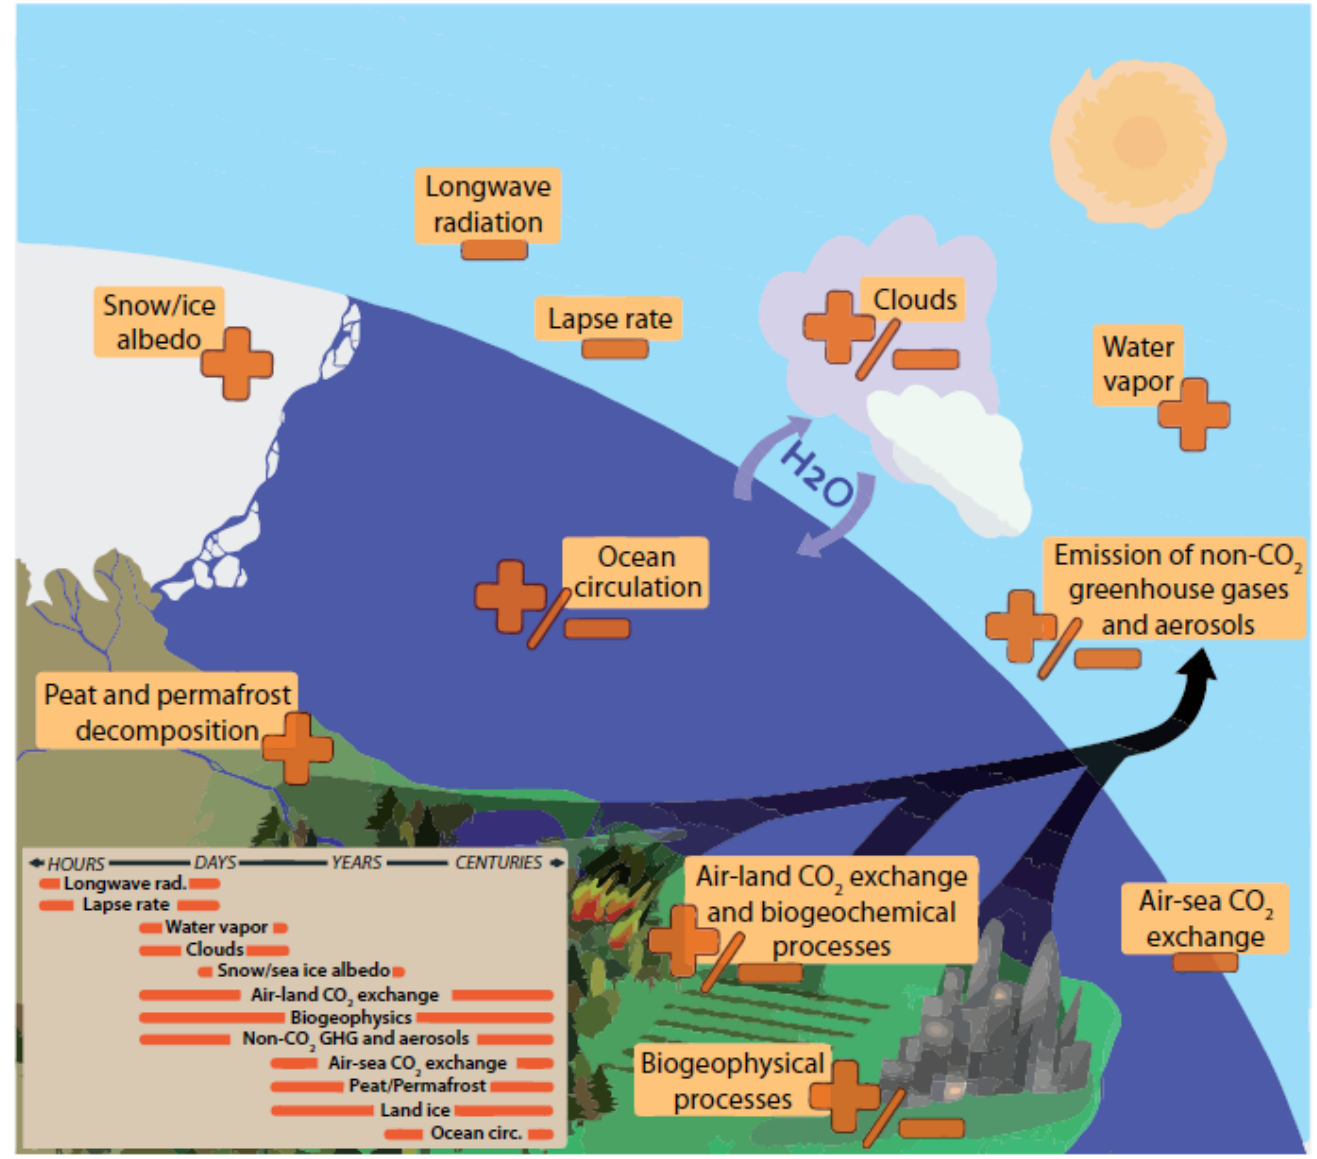 Longwave
radiation
Snow/ice
albedo
Lapse rate
Clouds
Water
vapor
H2O
Ocean
circulation
Emission of non-CO₂
greenhouse gases
and aerosols
Peat and permafrost
decomposition
Air-land CO₂ exchange
and biogeochemical
processes
Air-sea CO₂
exchange
Biogeophysical
processes
HOURS DAYS YEARS CENTURIES
Longwave rad.
Lapse rate
Water vapor
Clouds
Snow/sea ice albedo
Air-land CO₂ exchange
Biogeophysics
Non-CO₂ GHG and aerosols
Air-sea CO₂ exchange
Peat/Permafrost
Land ice
Ocean circ.